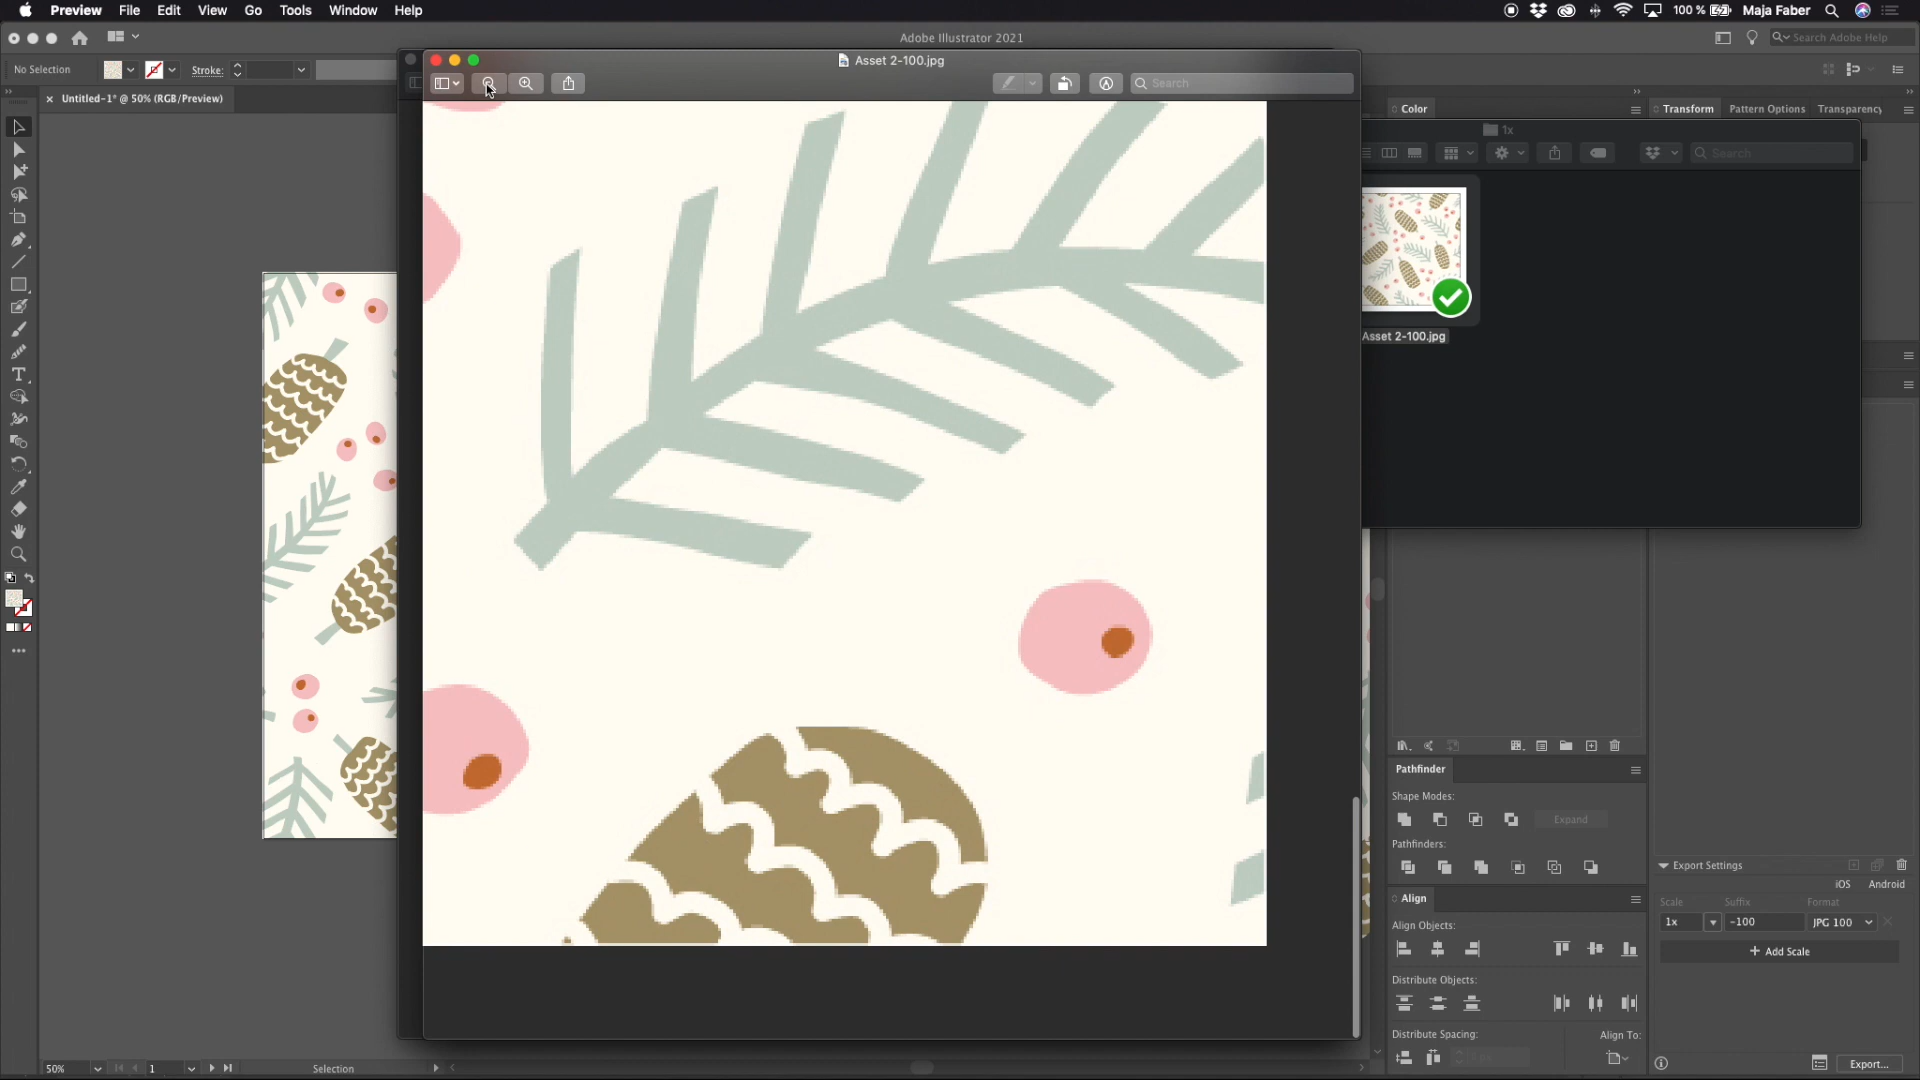 Preview File Edit View Go Tools Window Help
100 % Maja Faber
Adobe Illustrator 2021
Search Adobe Help
No Selection
Stroke:
Asset 2-100.jpg
Search
Untitled-1* @ 50% (RGB/Preview)
Color
Transform Pattern Options Transparency
1x
Search
Asset 2-100.jpg
Pathfinder
Shape Modes:
Expand
Pathfinders:
Export Settings
iOS Android
Align
Scale Suffix Format
1x -100 JPG 100
Align Objects:
+ Add Scale
Distribute Objects:
Distribute Spacing: Align To:
50% 1 Selection
Export...